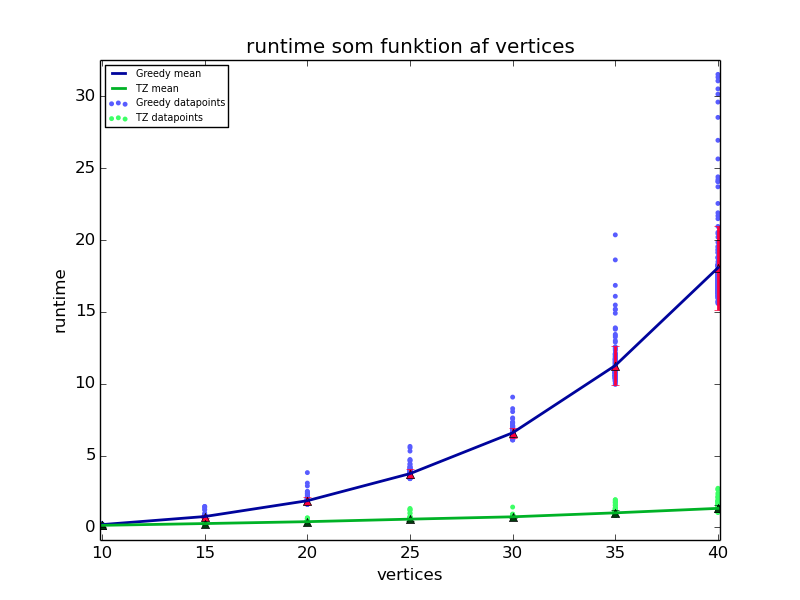 runtime som funktion af vertices
Greedy mean
TZ mean
Greedy datapoints
TZ datapoints
30
25
20
15
10
5
0
runtime
10 15 20 25 30 35 40
vertices